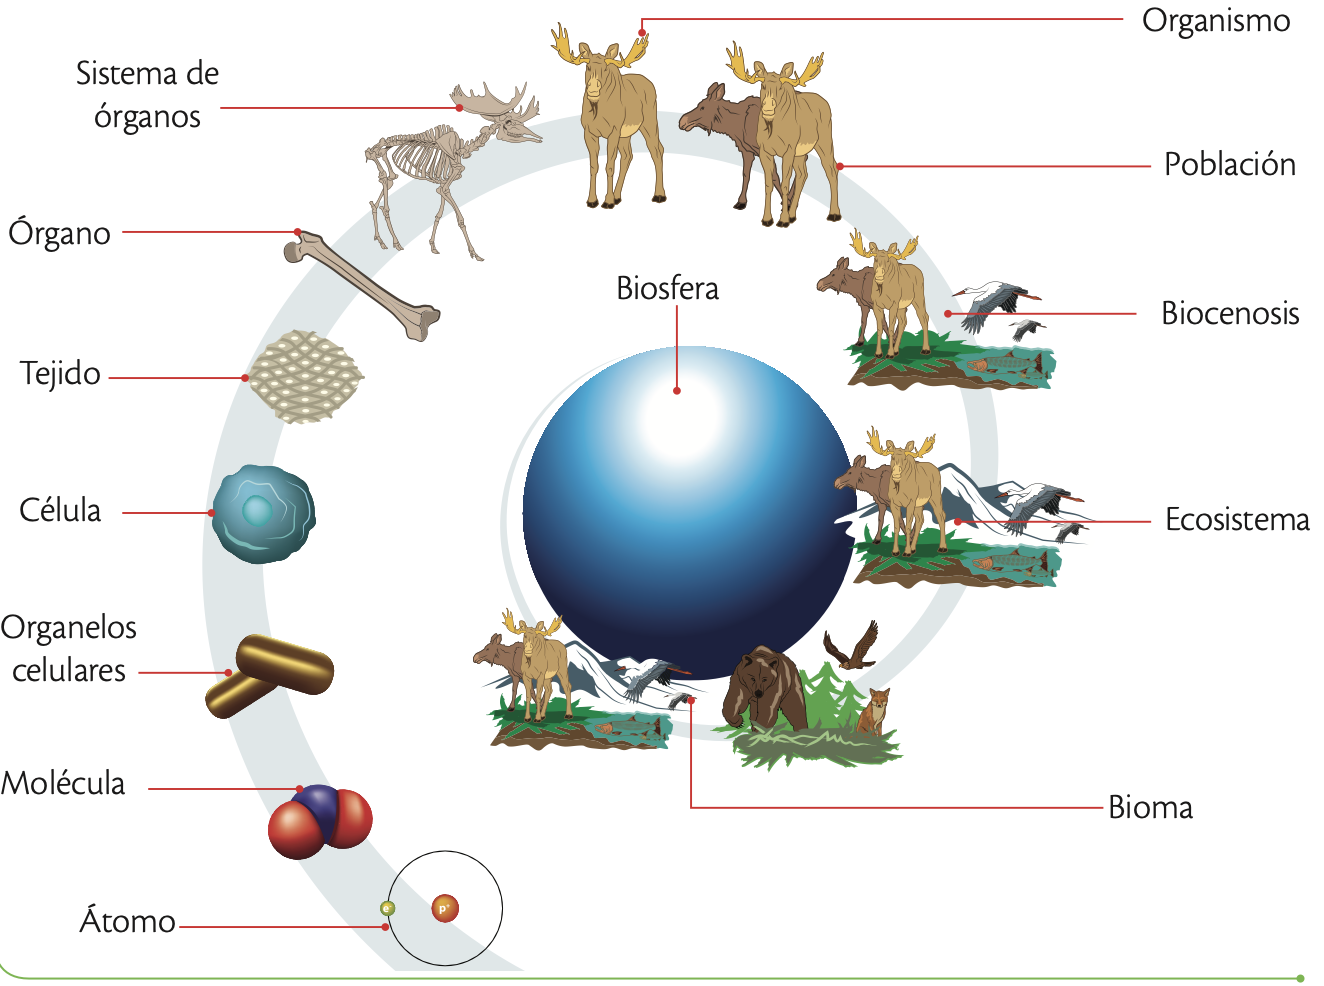 Organismo
Sistema de
órganos
Población
Órgano
Biosfera
Biocenosis
Tejido
Célula
Ecosistema
Organelos
celulares
Molécula
Bioma
Átomo
e-
p+